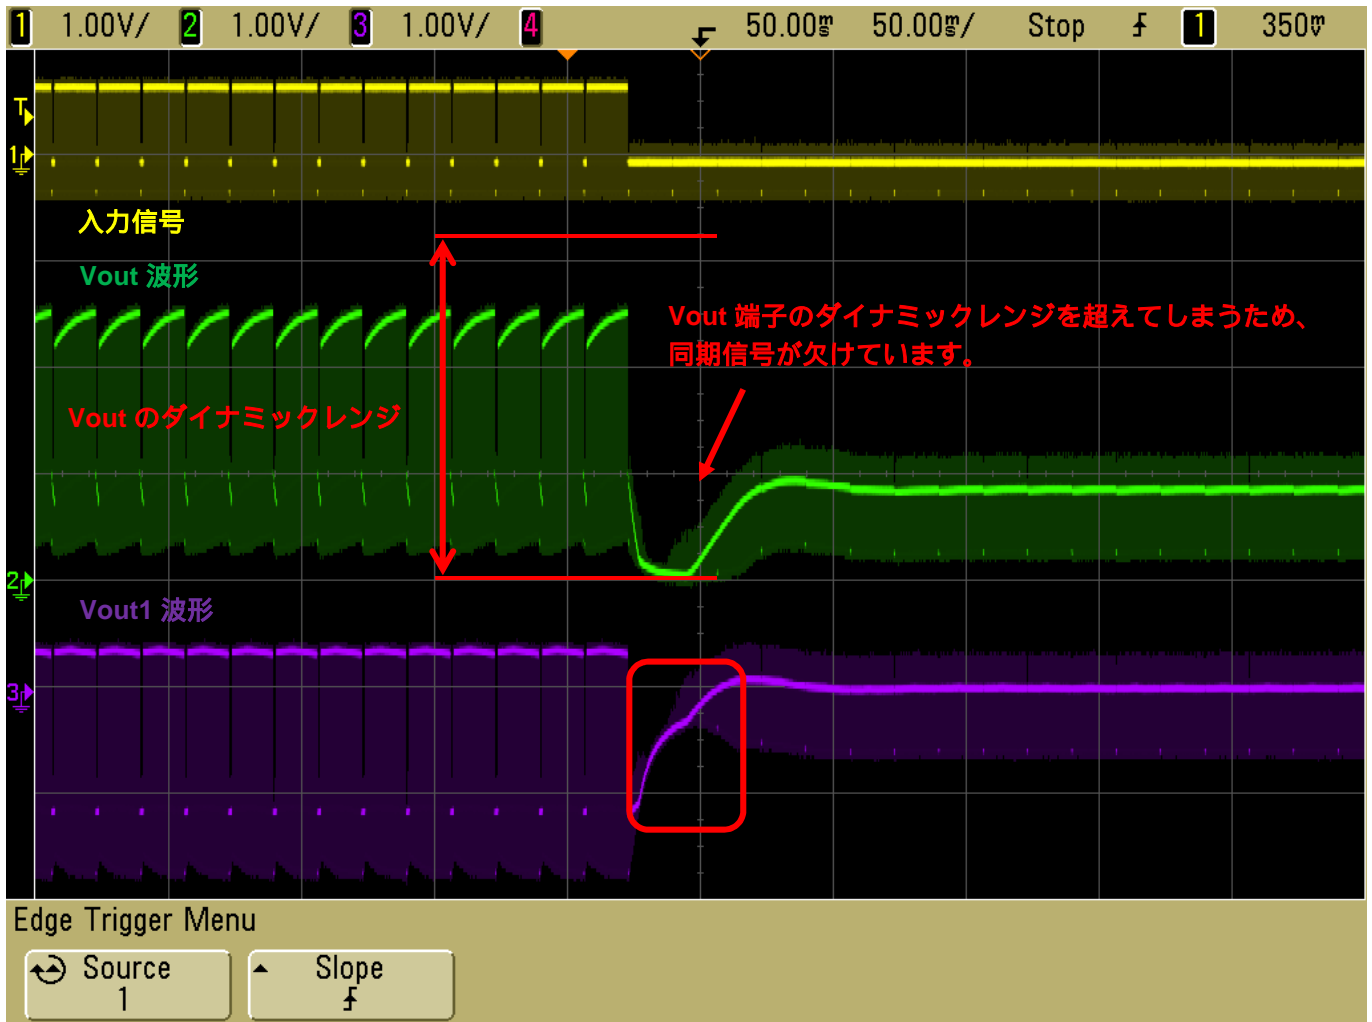 1 1.00V/ 2 1.00V/ 3 1.00V/ 4 50.00ms 50.00ms/ Stop 1 350mV
T
1
入力信号
Vout 波形
Vout 端子のダイナミックレンジを超えてしまうため、
同期信号が欠けています。
Vout のダイナミックレンジ
2
Vout1 波形
3
Edge Trigger Menu
Source
1
Slope